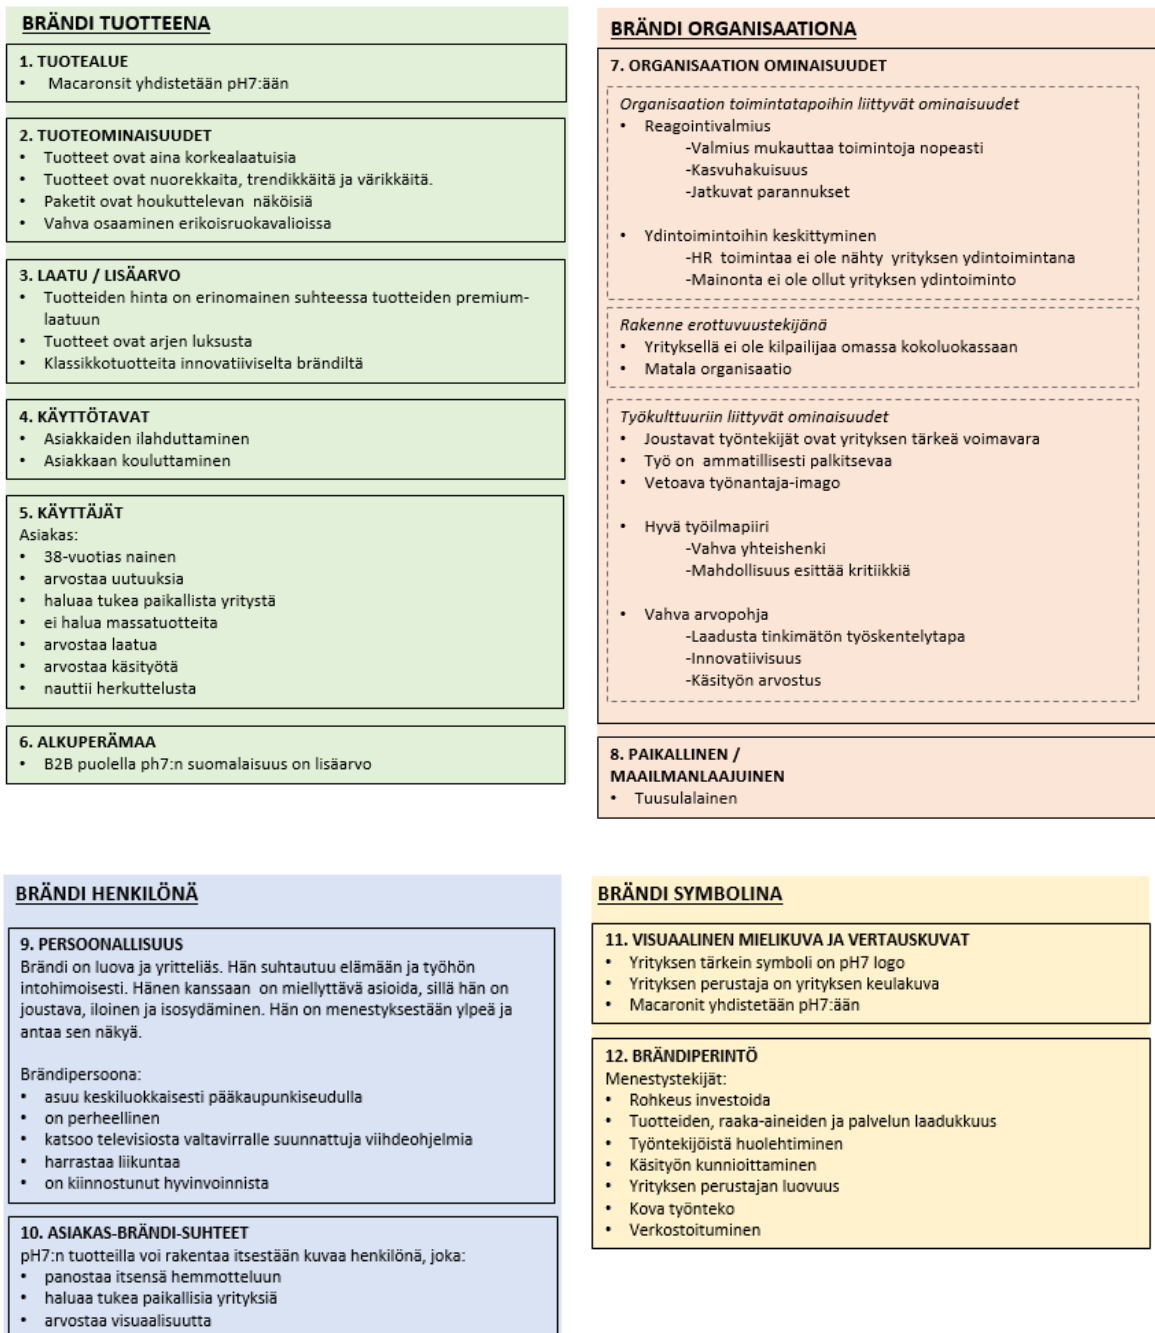 BRÄNDI TUOTTEENA
1. TUOTEALUE
• Macaronsit yhdistetään pH7:ään
2. TUOTEOMINAISUUDET
• Tuotteet ovat aina korkealaatuisia
• Tuotteet ovat nuorekkaita, trendikkäitä ja värikkäitä.
• Paketit ovat houkuttelevan näköisiä
• Vahva osaaminen erikoisruokavalioissa
3. LAATU / LISÄARVO
• Tuotteiden hinta on erinomainen suhteessa tuotteiden premium-
laatuun
• Tuotteet ovat arjen luksusta
• Klassikkotuotteita innovatiiviselta brändiltä
4. KÄYTTÖTAVAT
• Asiakkaiden ilahduttaminen
• Asiakkaan kouluttaminen
5. KÄYTTÄJÄT
Asiakas:
• 38-vuotias nainen
• arvostaa uutuuksia
• haluaa tukea paikallista yritystä
• ei halua massatuotteita
• arvostaa laatua
• arvostaa käsityötä
• nauttii herkuttelusta
6. ALKUPERÄMAA
• B2B puolella ph7:n suomalaisuus on lisäarvo
BRÄNDI ORGANISAATIONA
7. ORGANISAATION OMINAISUUDET
Organisaation toimintatapoihin liittyvät ominaisuudet
• Reagointivalmius
-Valmius mukauttaa toimintoja nopeasti
-Kasvuhakuisuus
-Jatkuvat parannukset
• Ydintoimintoihin keskittyminen
-HR toimintaa ei ole nähty yrityksen ydintoimintana
-Mainonta ei ole ollut yrityksen ydintoiminto
Rakenne erottuvuustekijänä
• Yrityksellä ei ole kilpailijaa omassa kokoluokassaan
• Matala organisaatio
Työkulttuuriin liittyvät ominaisuudet
• Joustavat työntekijät ovat yrityksen tärkeä voimavara
• Työ on ammatillisesti palkitsevaa
• Vetoava työnantaja-imago
• Hyvä työilmapiiri
-Vahva yhteishenki
-Mahdollisuus esittää kritiikkiä
• Vahva arvopohja
-Laadusta tinkimätön työskentelytapa
-Innovatiivisuus
-Käsityön arvostus
8. PAIKALLINEN /
MAAILMANLAAJUINEN
• Tuusulalainen
BRÄNDI HENKILÖNÄ
9. PERSOONALLISUUS
Brändi on luova ja yritteliäs. Hän suhtautuu elämään ja työhön
intohimoisesti. Hänen kanssaan on miellyttävä asioida, sillä hän on
joustava, iloinen ja isosydäminen. Hän on menestyksestään ylpeä ja
antaa sen näkyä.
Brändipersoona:
• asuu keskiluokkaisesti pääkaupunkiseudulla
• on perheellinen
• katsoo televisiosta valtavirralle suunnattuja viihdeohjelmia
• harrastaa liikuntaa
• on kiinnostunut hyvinvoinnista
10. ASIAKAS-BRÄNDI-SUHTEET
pH7:n tuotteilla voi rakentaa itsestään kuvaa henkilönä, joka:
• panostaa itsensä hemmotteluun
• haluaa tukea paikallisia yrityksiä
• arvostaa visuaalisuutta
BRÄNDI SYMBOLINA
11. VISUAALINEN MIELIKUVA JA VERTAUSKUVAT
• Yrityksen tärkein symboli on pH7 logo
• Yrityksen perustaja on yrityksen keulakuva
• Macaronit yhdistetään pH7:ään
12. BRÄNDIPERINTÖ
Menestystekijät:
• Rohkeus investoida
• Tuotteiden, raaka-aineiden ja palvelun laadukkuus
• Työntekijöistä huolehtiminen
• Käsityön kunnioittaminen
• Yrityksen perustajan luovuus
• Kova työnteko
• Verkostoituminen